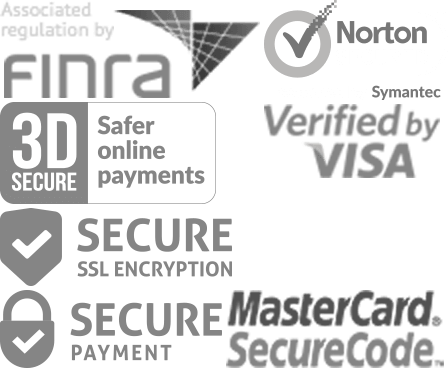 Associated
regulation by
FINRA
Norton
Symantec
3D
SECURE
Safer
online
payments
Verified by
VISA
SECURE
SSL ENCRYPTION
SECURE
PAYMENT
MasterCard®
SecureCode™